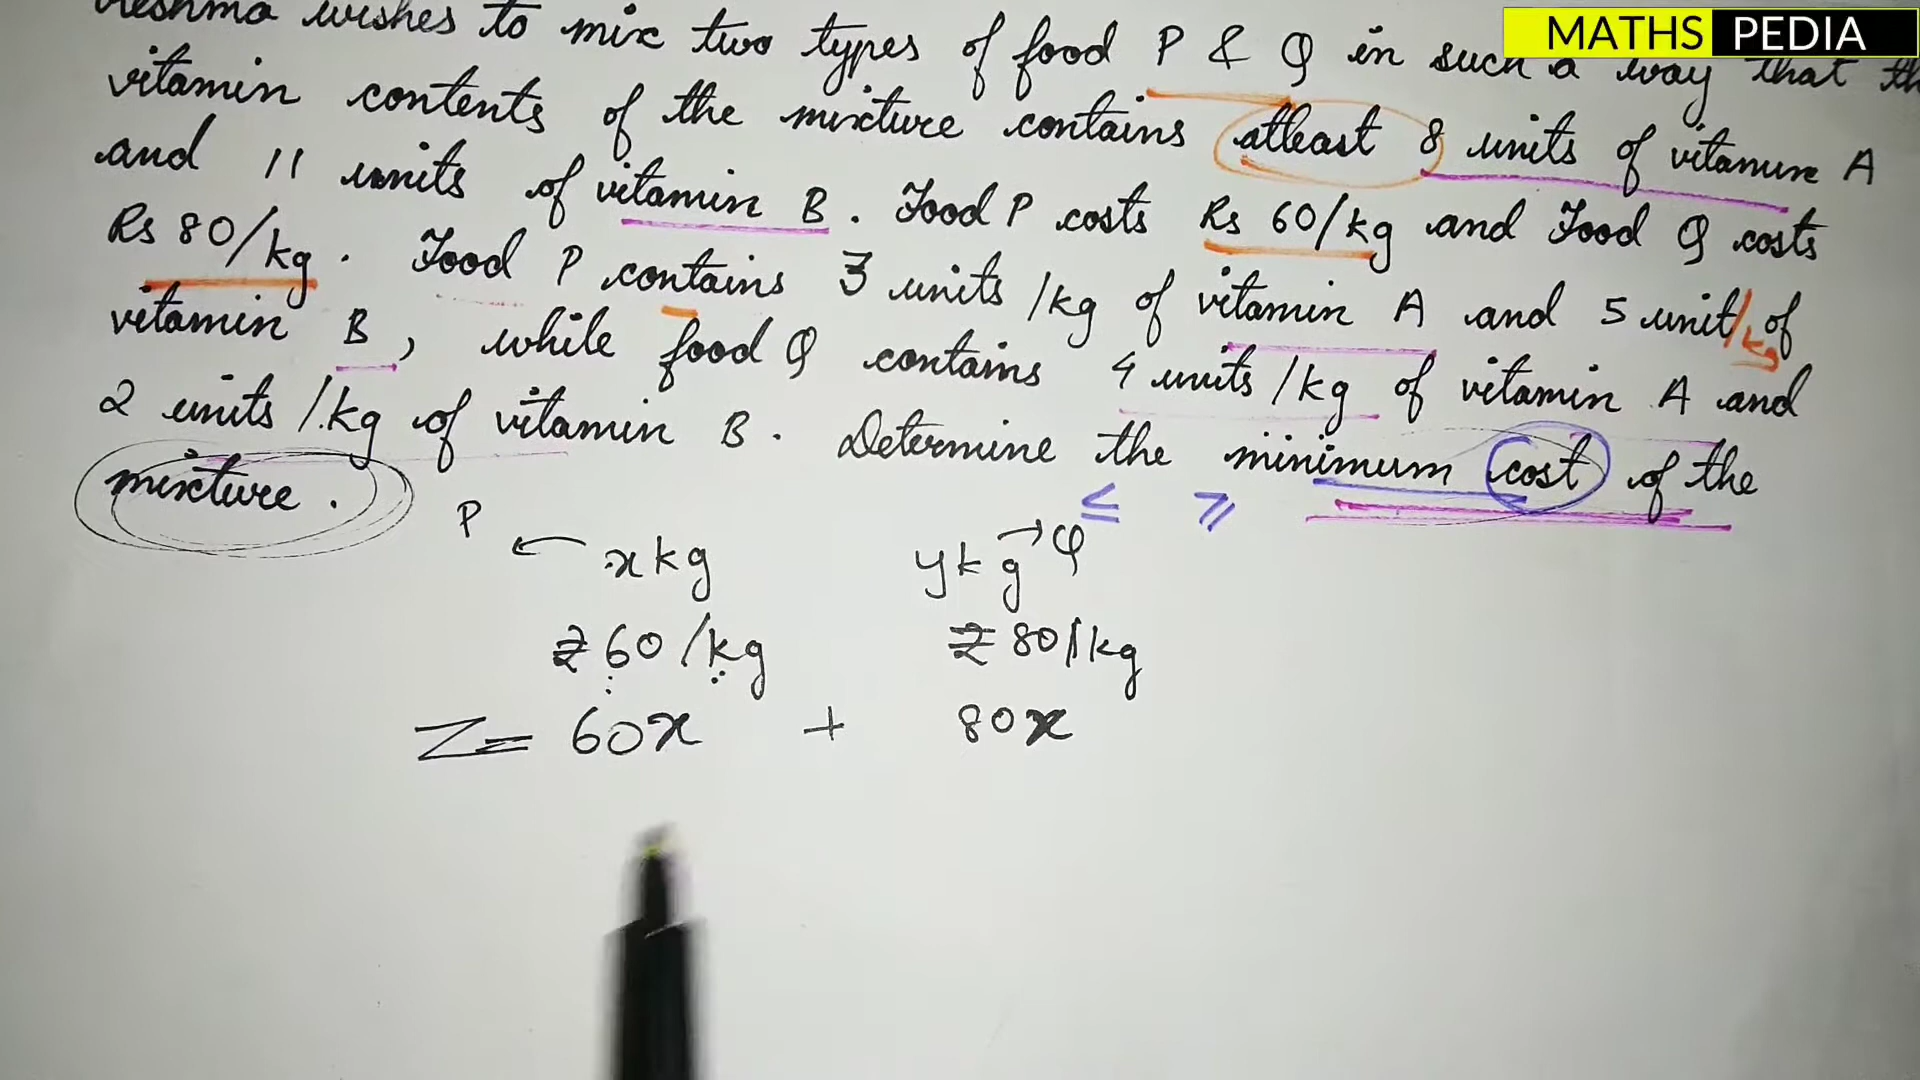 MATHS PEDIA
wishes to mix two types of food P & Q in such a way that
vitamin contents of the mixture contains atleast 8 units of vitamin A
and 11 units of vitamin B. Food P costs Rs 60/kg and Food Q costs
Rs 80/kg. Food P contains 3 units /kg of vitamin A and 5 unit/kg of
vitamin B, while food Q contains 4 units /kg of vitamin A and
2 units /kg of vitamin B. Determine the minimum cost of the
mixture.
≤ ≥
P ← x kg y kg → Q
₹ 60 /kg ₹ 80/kg
Z = 60x + 80x